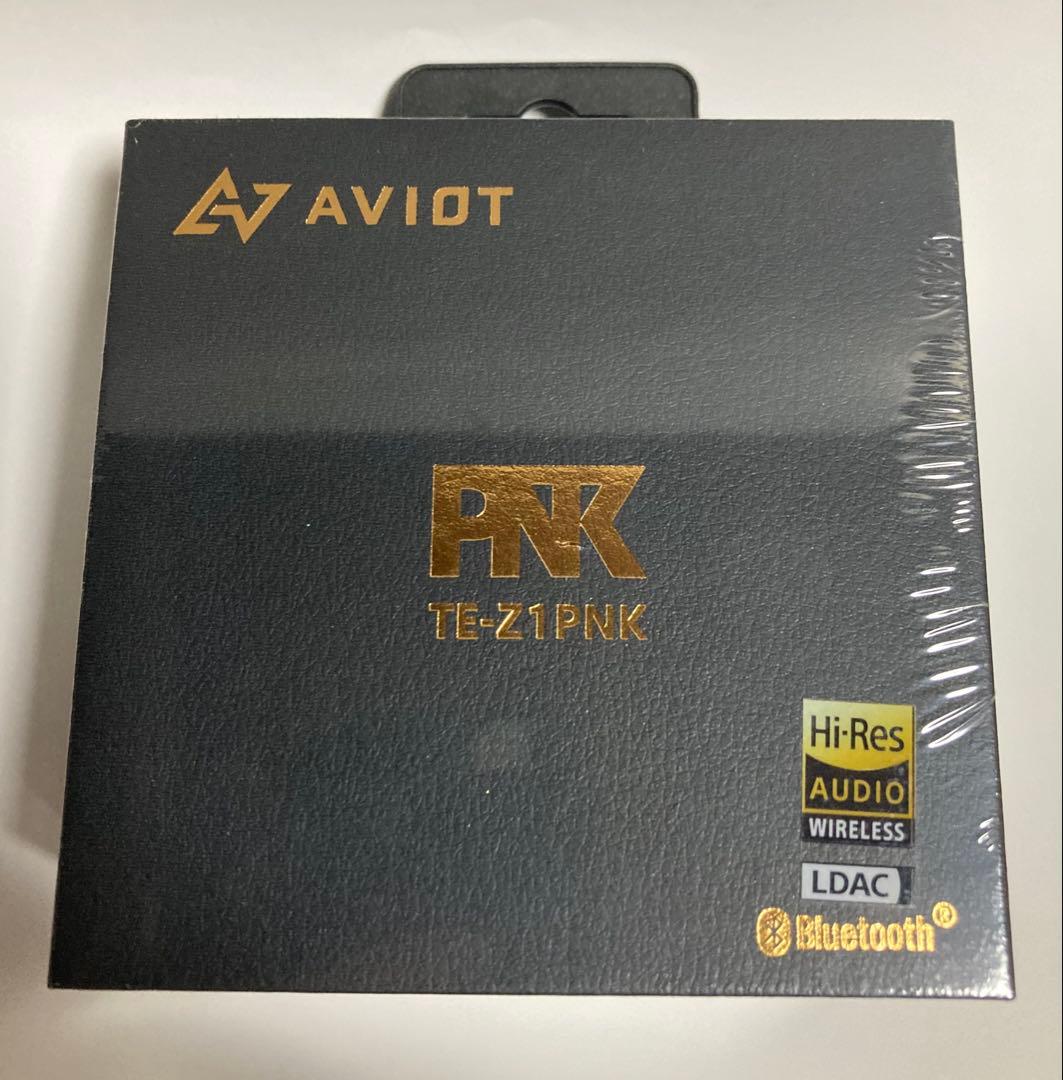 AVIOT
PNK
TE-Z1PNK
Hi-Res
AUDIO
WIRELESS
LDAC
Bluetooth®